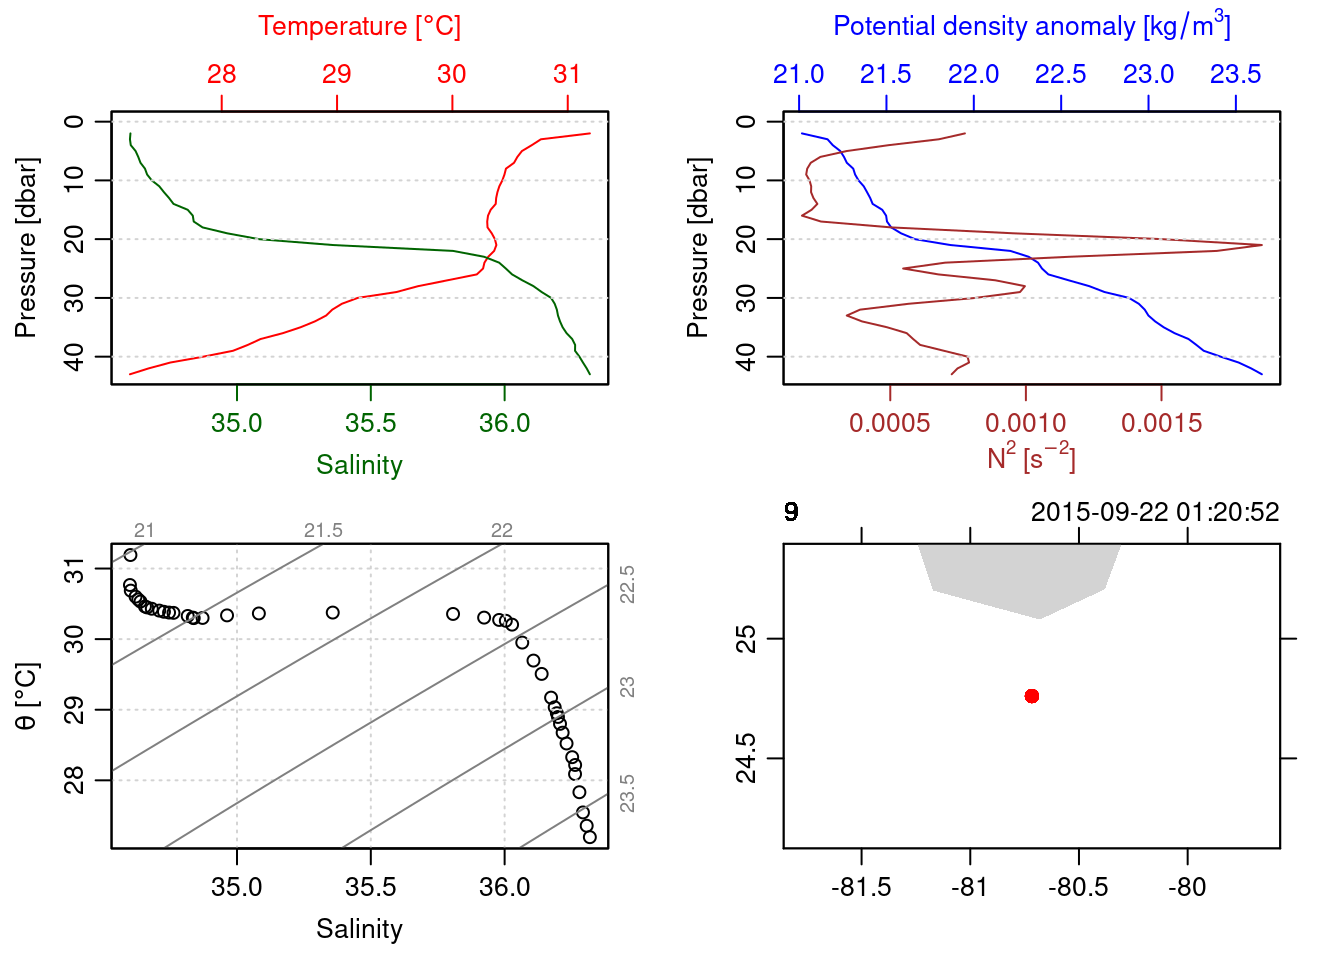 Temperature [°C]
28 29 30 31
0
10
20
30
40
Pressure [dbar]
35.0 35.5 36.0
Salinity
Potential density anomaly [kg/m³]
21.0 21.5 22.0 22.5 23.0 23.5
0
10
20
30
40
Pressure [dbar]
0.0005 0.0010 0.0015
N² [s⁻²]
21 21.5 22
22.5
23
23.5
31
30
29
28
θ [°C]
35.0 35.5 36.0
Salinity
2015-09-22 01:20:52
25
24.5
-81.5 -81 -80.5 -80